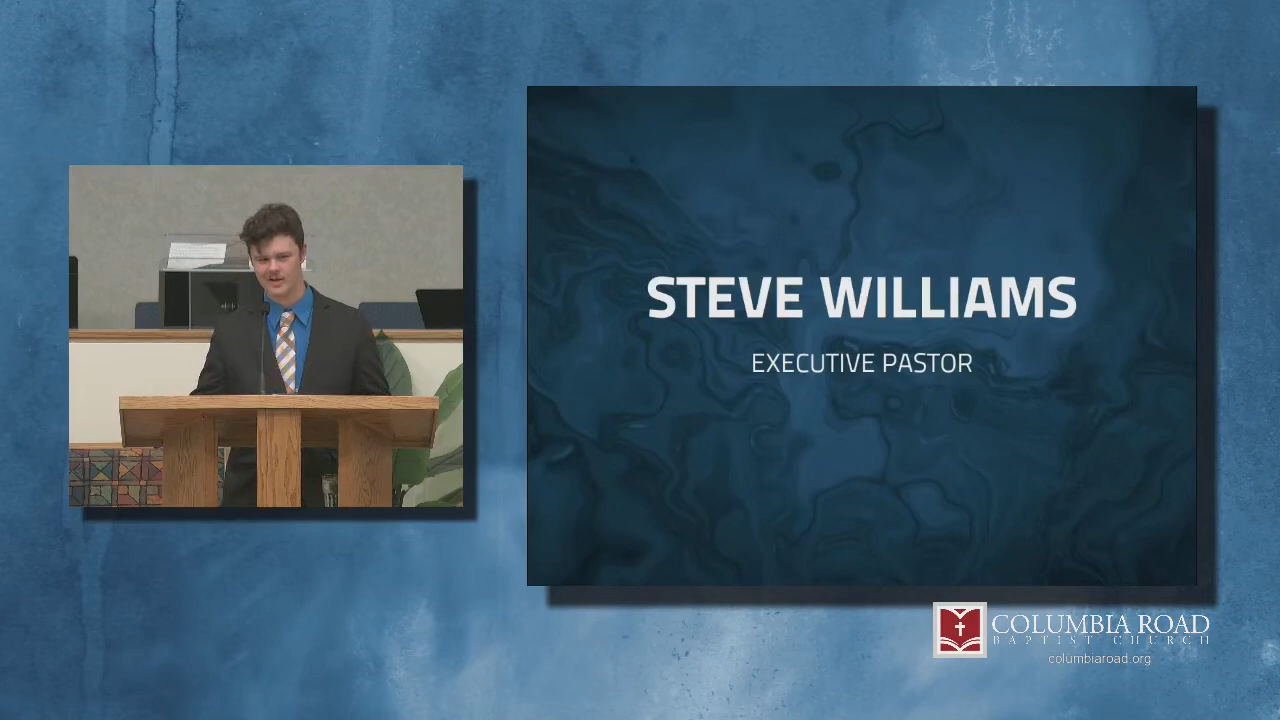 STEVE WILLIAMS
EXECUTIVE PASTOR
COLUMBIA ROAD
BAPTIST CHURCH
columbiaroad.org